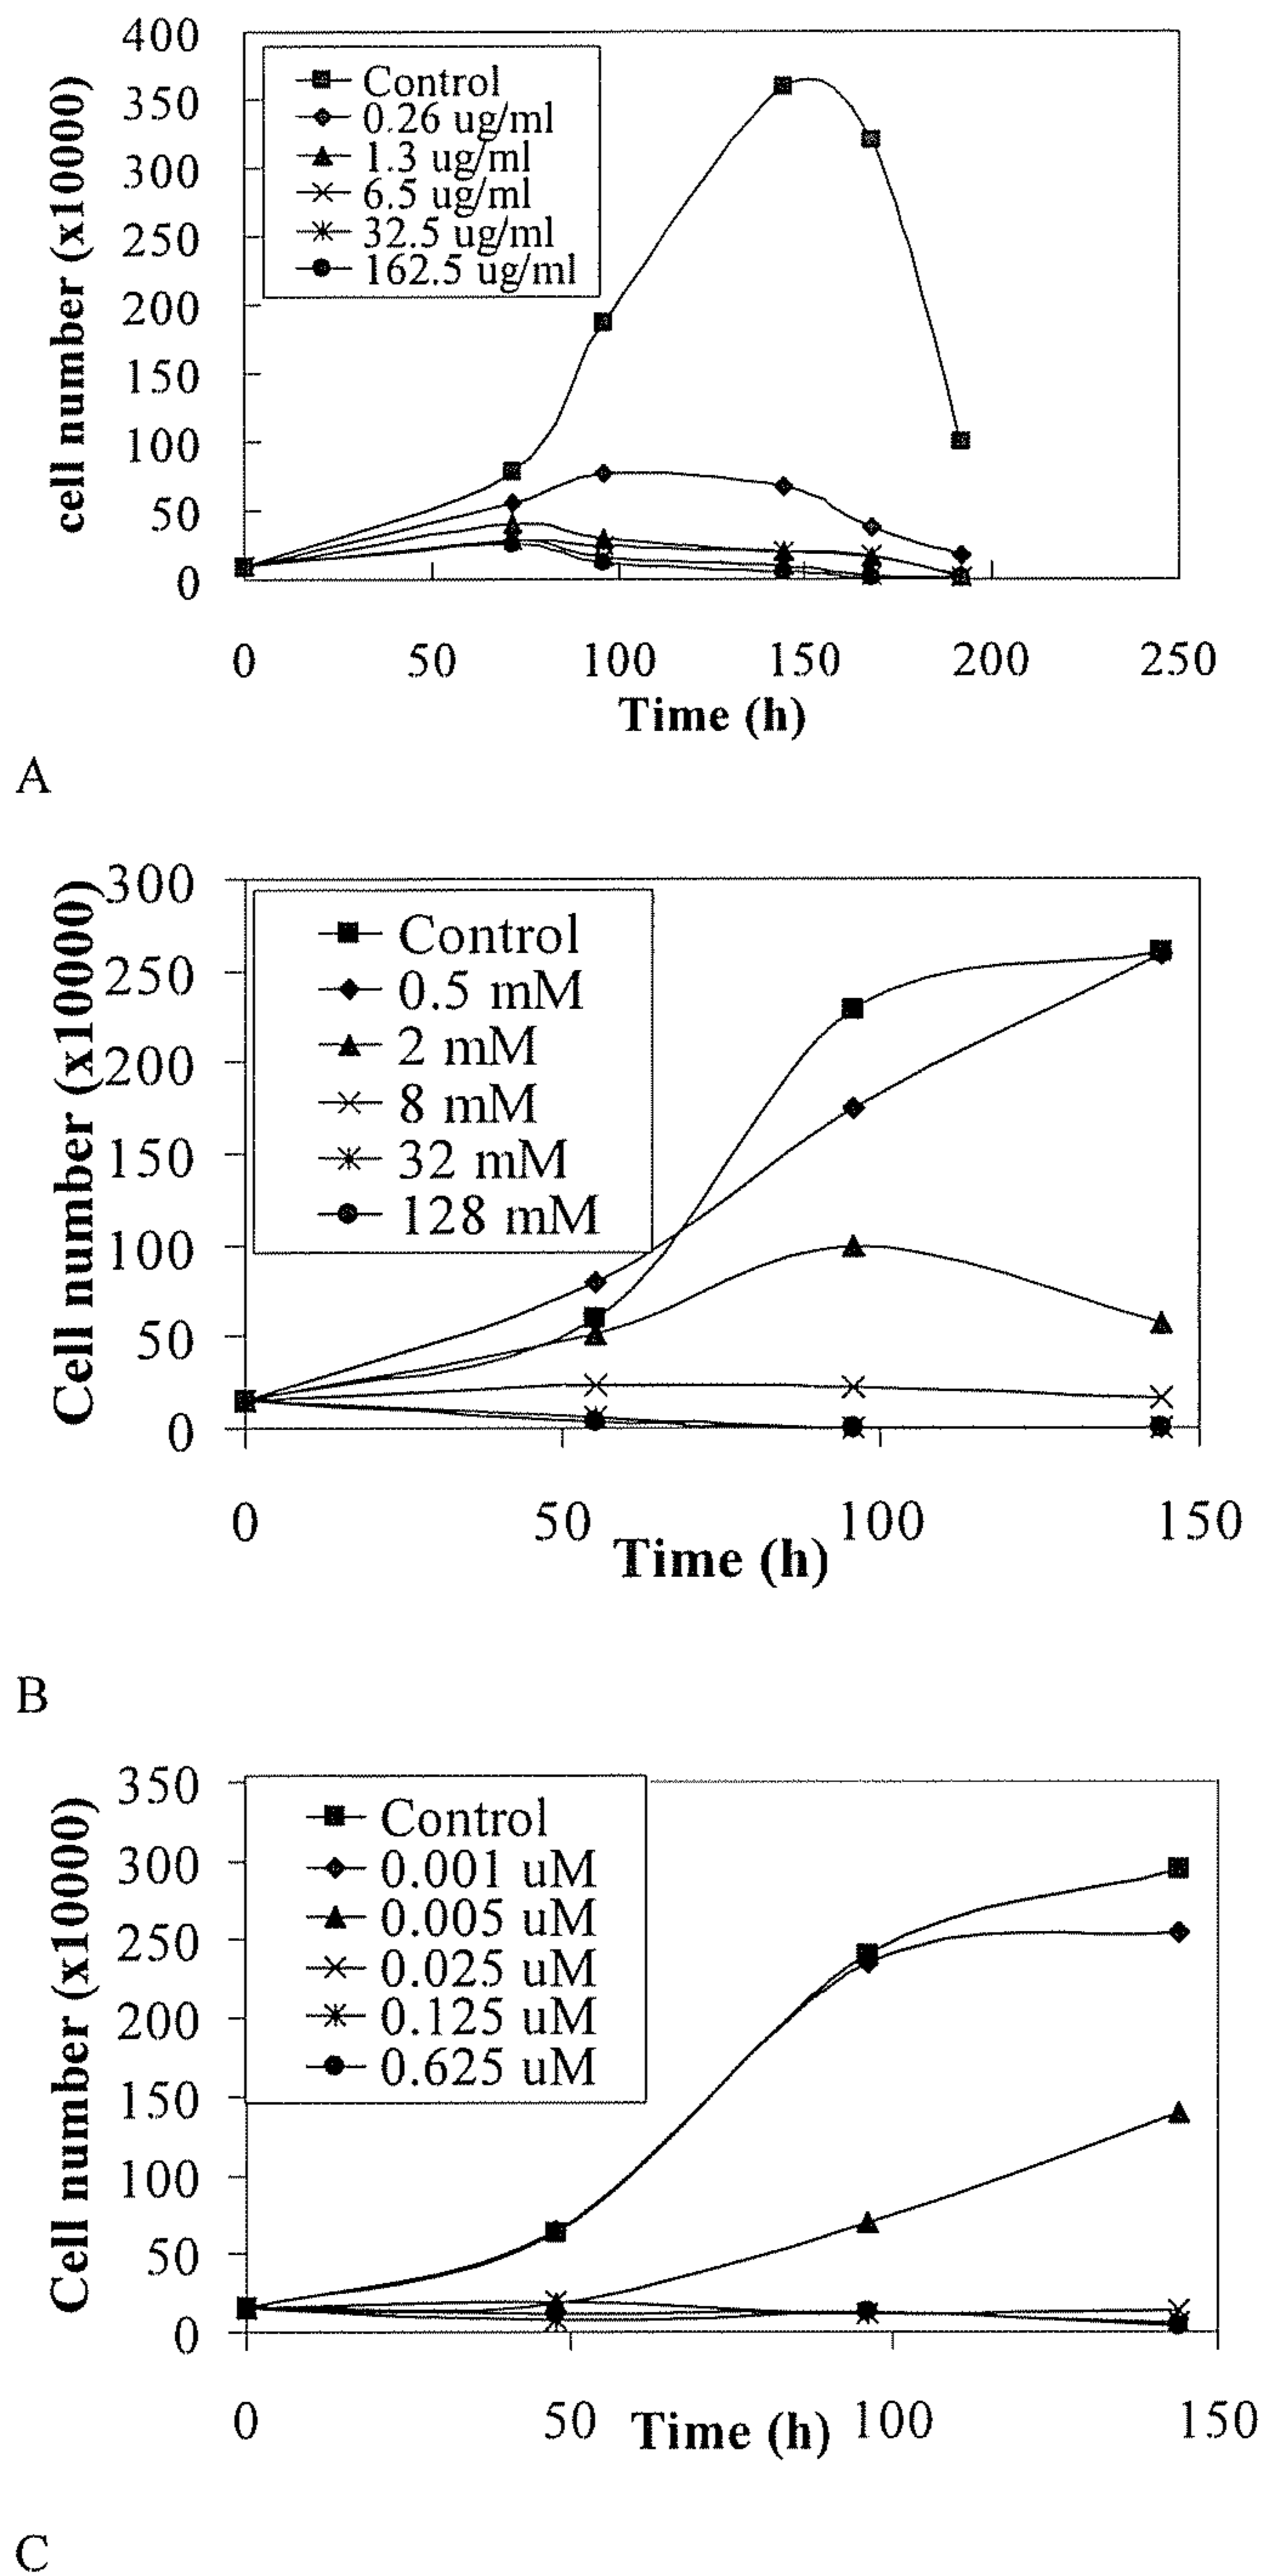 400
350
300
250
200
150
100
50
0
cell number (x10000)
Control
0.26 ug/ml
1.3 ug/ml
6.5 ug/ml
32.5 ug/ml
162.5 ug/ml
0 50 100 150 200 250
Time (h)
A
300
250
200
150
100
50
0
Cell number (x10000)
Control
0.5 mM
2 mM
8 mM
32 mM
128 mM
0 50 100 150
Time (h)
B
350
300
250
200
150
100
50
0
Cell number (x10000)
Control
0.001 uM
0.005 uM
0.025 uM
0.125 uM
0.625 uM
0 50 100 150
Time (h)
C